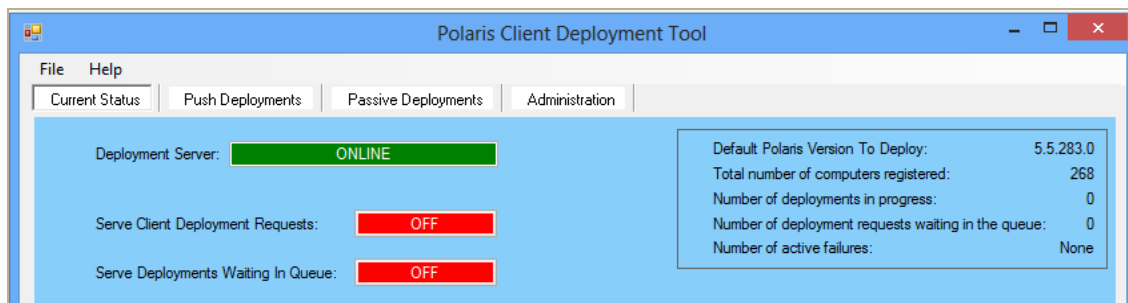 Polaris Client Deployment Tool
File Help
Current Status Push Deployments Passive Deployments Administration
Deployment Server: ONLINE
Serve Client Deployment Requests: OFF
Serve Deployments Waiting In Queue: OFF
Default Polaris Version To Deploy: 5.5.283.0
Total number of computers registered: 268
Number of deployments in progress: 0
Number of deployment requests waiting in the queue: 0
Number of active failures: None